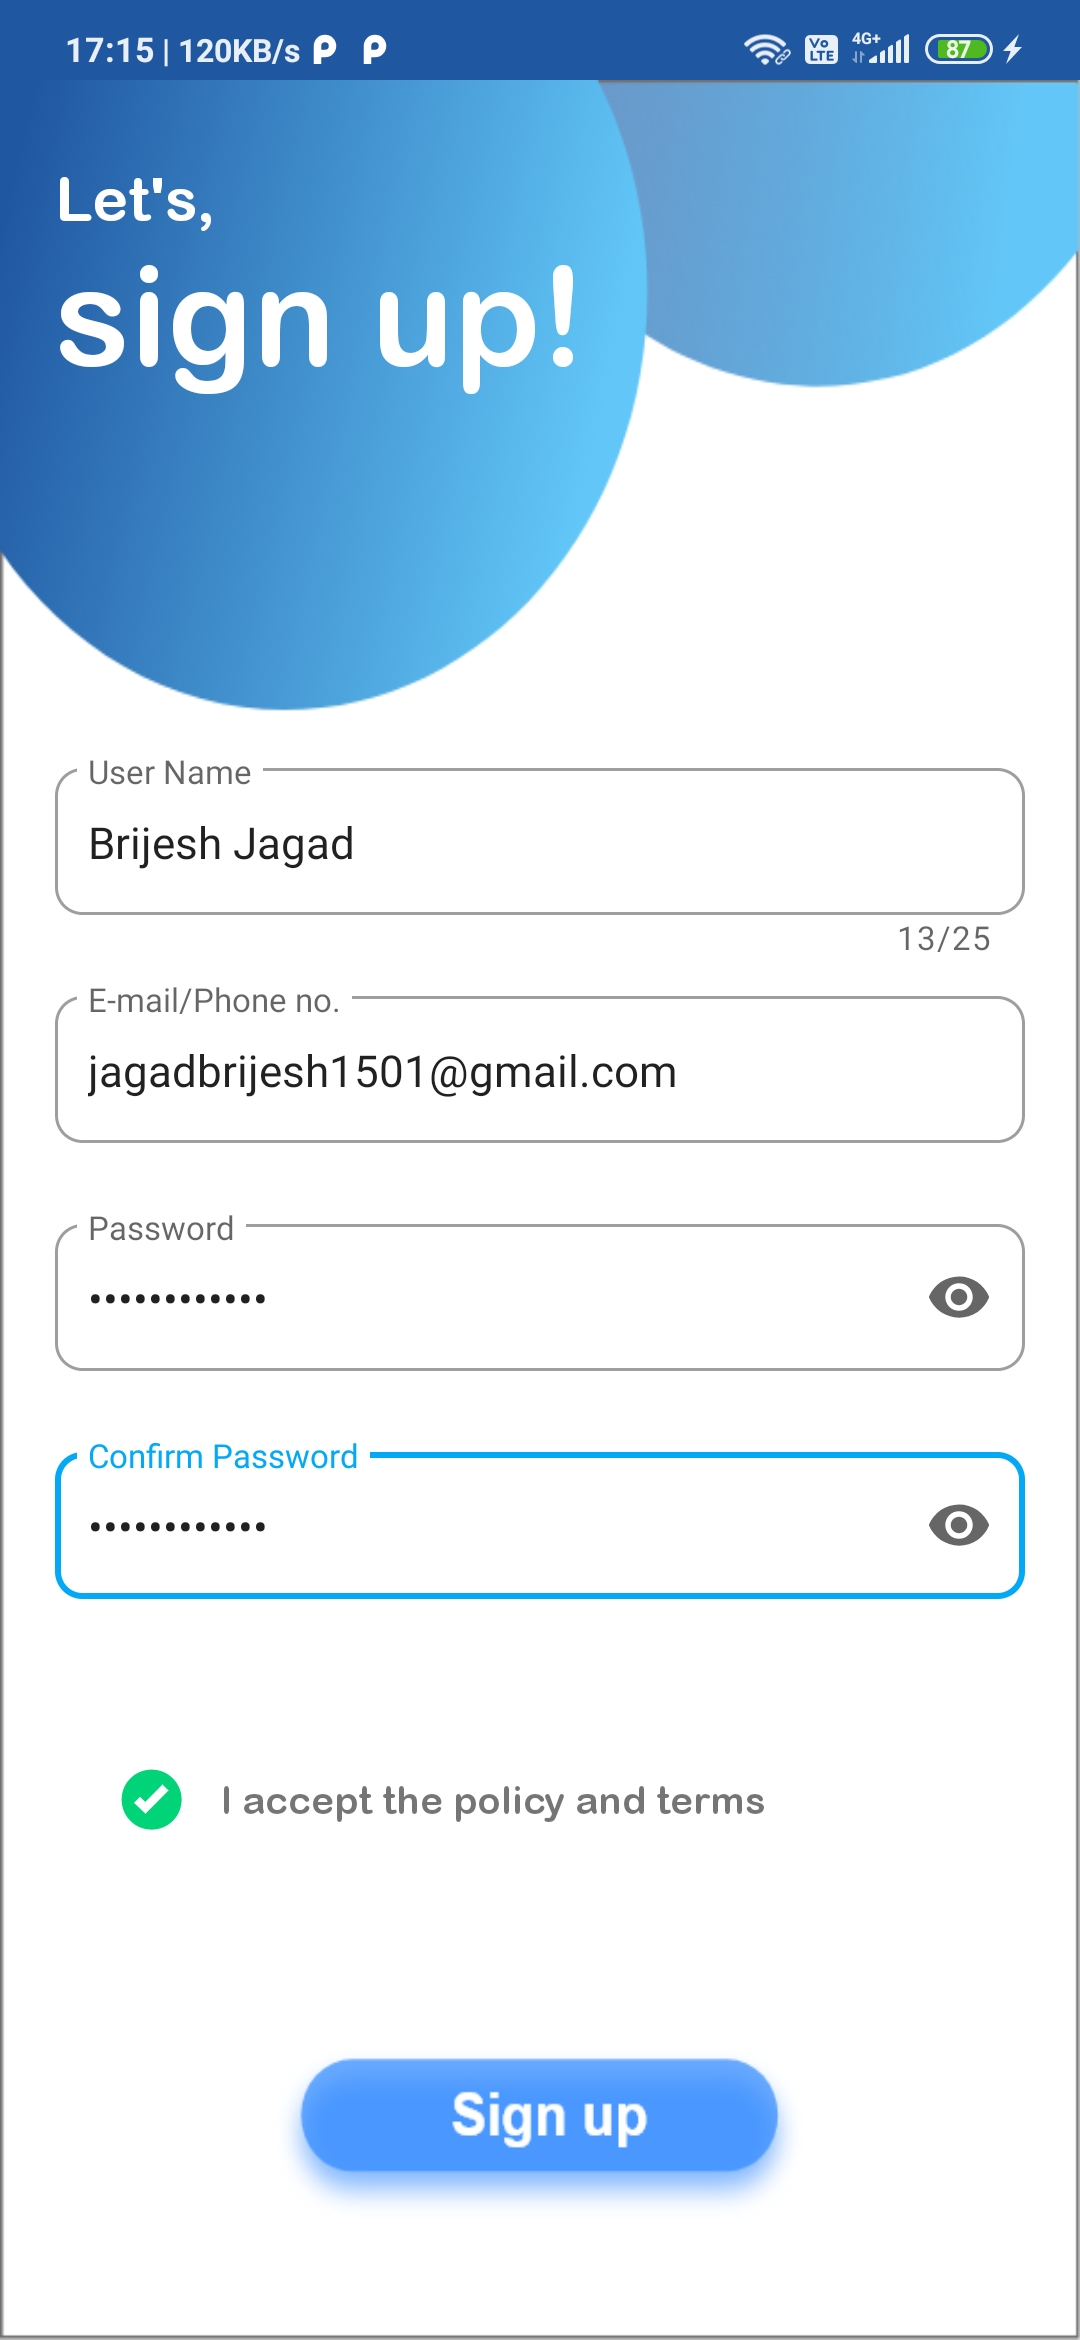 17:15 | 120KB/s
Vo LTE 4G+ 87
Let's,
sign up!
User Name
Brijesh Jagad
13/25
E-mail/Phone no.
jagadbrijesh1501@gmail.com
Password
••••••••••••
Confirm Password
••••••••••••
I accept the policy and terms
Sign up